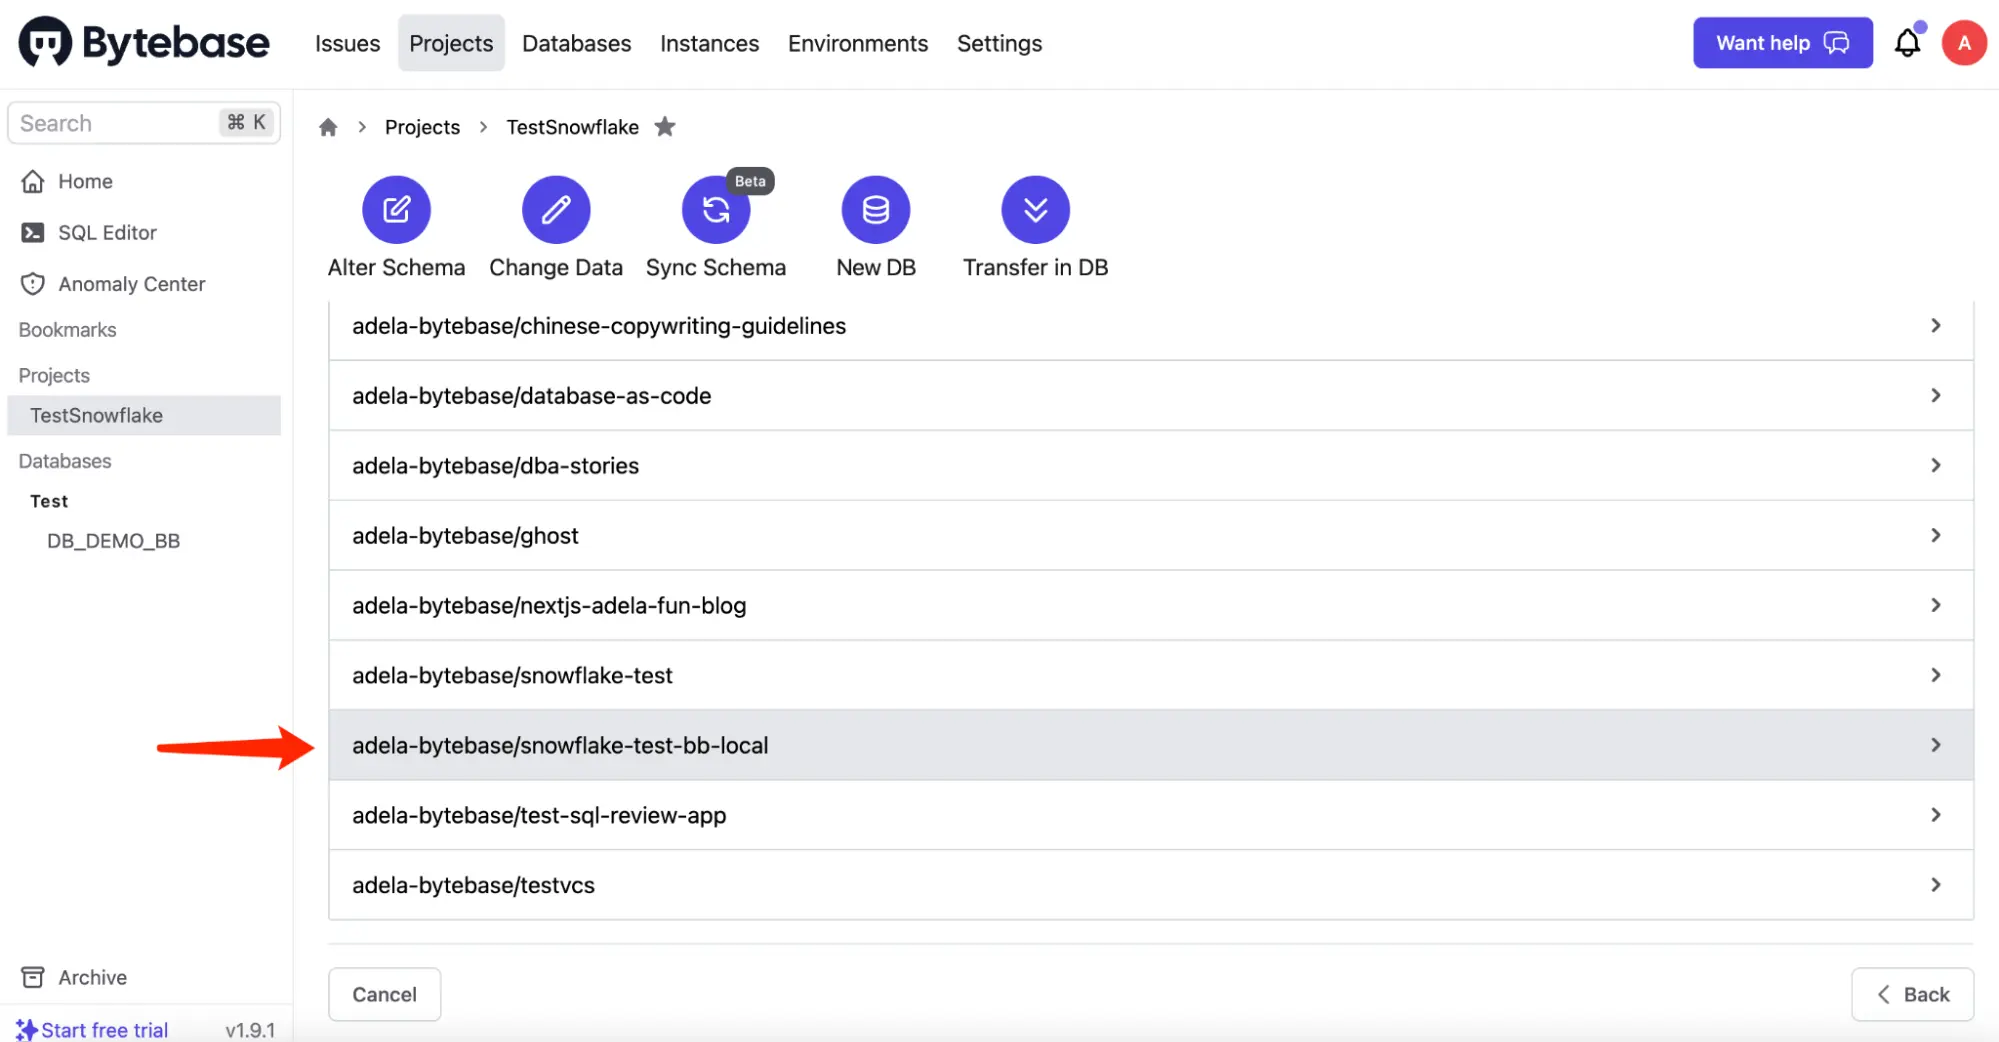 Bytebase Issues Projects Databases Instances Environments Settings Want help A
Search ⌘ K
Home
SQL Editor
Anomaly Center
Bookmarks
Projects
TestSnowflake
Databases
Test
DB_DEMO_BB
Archive
Start free trial v1.9.1
Projects > TestSnowflake
Beta
Alter Schema Change Data Sync Schema New DB Transfer in DB
adela-bytebase/chinese-copywriting-guidelines
adela-bytebase/database-as-code
adela-bytebase/dba-stories
adela-bytebase/ghost
adela-bytebase/nextjs-adela-fun-blog
adela-bytebase/snowflake-test
adela-bytebase/snowflake-test-bb-local
adela-bytebase/test-sql-review-app
adela-bytebase/testvcs
Cancel Back